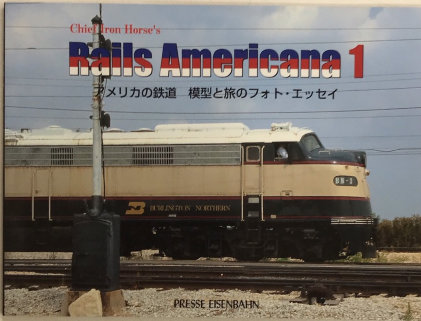 Chief Iron Horse's
Rails Americana 1
アメリカの鉄道 模型と旅のフォト・エッセイ
BN-1
BURLINGTON NORTHERN
PRESSE EISENBAHN